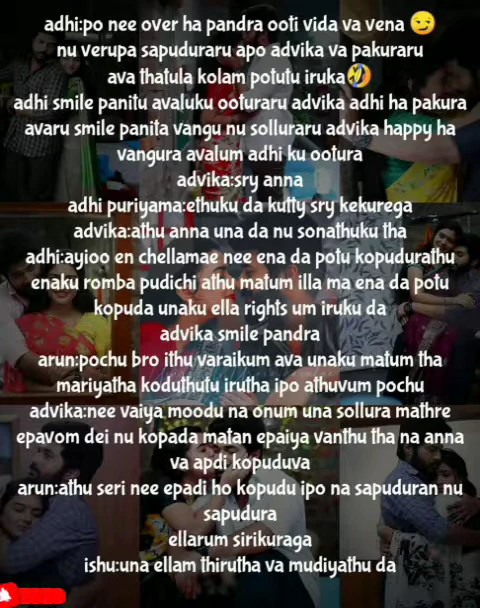 adhi:po nee over ha pandra ooti vida va vena 😏
nu verupa sapuduraru apo advika va pakuraru
ava thatula kolam potutu iruka🤣
adhi smile panitu avaluku ooturaru advika adhi ha pakura
avaru smile panita vangu nu solluraru advika happy ha
vangura avalum adhi ku ootura
advika:sry anna
adhi puriyama:ethuku da kutty sry kekurega
advika:athu anna una da nu sonathuku tha
adhi:ayioo en chellamae nee ena da potu kopudurathu
enaku romba pudichi athu matum illa ma ena da potu
kopuda unaku ella rights um iruku da
advika smile pandra
arun:pochu bro ithu varaikum ava unaku matum tha
mariyatha koduthutu irutha ipo athuvum pochu
advika:nee vaiya moodu na onum una sollura mathre
epavom dei nu kopada matan epaiya vanthu tha na anna
va apdi kopuduva
arun:athu seri nee epadi ho kopudu ipo na sapuduran nu
sapudura
ellarum sirikuraga
ishu:una ellam thirutha va mudiyathu da